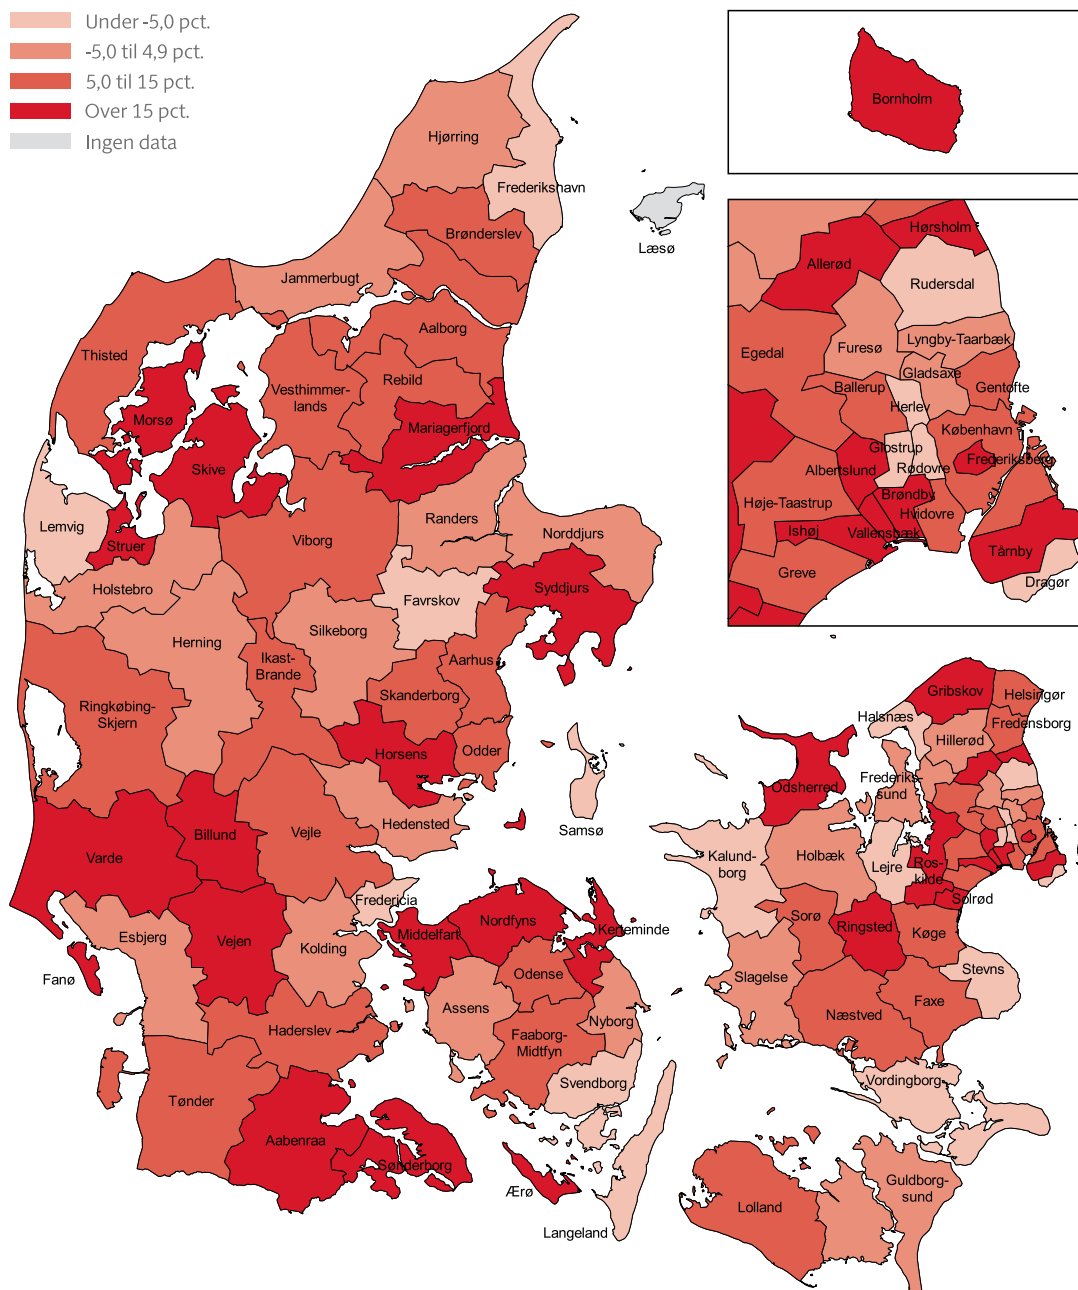 Under -5,0 pct.
-5,0 til 4,9 pct.
5,0 til 15 pct.
Over 15 pct.
Ingen data
Bornholm
Hjørring
Frederikshavn
Brønderslev
Læsø
Jammerbugt
Aalborg
Thisted
Rebild
Vesthimmer-
lands
Morsø
Mariagerfjord
Skive
Lemvig
Struer
Viborg
Randers
Norddjurs
Holstebro
Favrskov
Syddjurs
Herning
Silkeborg
Ikast-
Brande
Aarhus
Skanderborg
Ringkøbing-
Skjern
Horsens
Odder
Hedensted
Samsø
Billund
Vejle
Varde
Fredericia
Esbjerg
Vejen
Kolding
Fanø
Middelfart
Nordfyns
Kerteminde
Odense
Assens
Nyborg
Haderslev
Faaborg-
Midtfyn
Svendborg
Tønder
Aabenraa
Sønderborg
Ærø
Langeland
Hørsholm
Allerød
Rudersdal
Egedal
Furesø
Lyngby-Taarbæk
Gladsaxe
Ballerup
Gentofte
Herlev
København
Glostrup
Frederiksberg
Albertslund
Rødovre
Brøndby
Høje-Taastrup
Hvidovre
Ishøj
Vallensbæk
Tårnby
Greve
Dragør
Gribskov
Helsingør
Halsnæs
Fredensborg
Hillerød
Odsherred
Frederiks-
sund
Kalund-
borg
Holbæk
Lejre
Ros-
kilde
Solrød
Sorø
Ringsted
Køge
Slagelse
Stevns
Næstved
Faxe
Vordingborg
Guldborg-
sund
Lolland